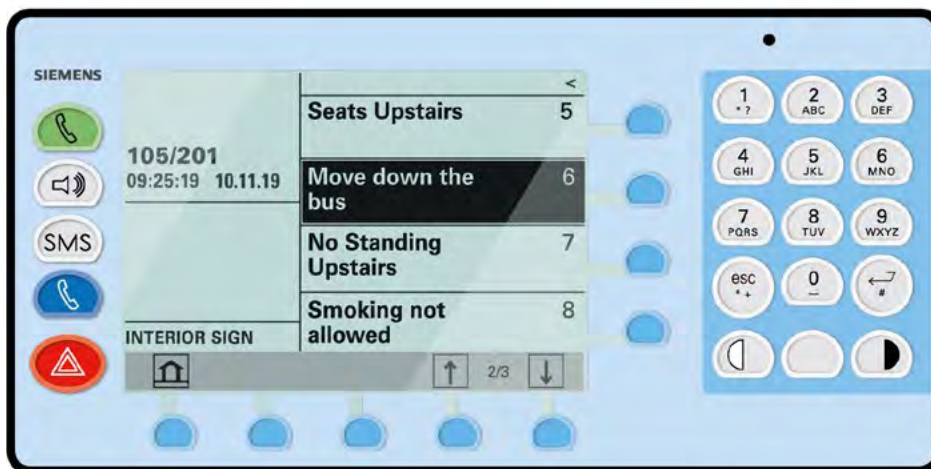 SIEMENS
SMS
105/201
09:25:19 10.11.19
INTERIOR SIGN
<
Seats Upstairs 5
Move down the 6
bus
No Standing 7
Upstairs
Smoking not 8
allowed
2/3
1 2 3
* ? ABC DEF
4 5 6
GHI JKL MNO
7 8 9
PQRS TUV WXYZ
esc 0
* + _ #